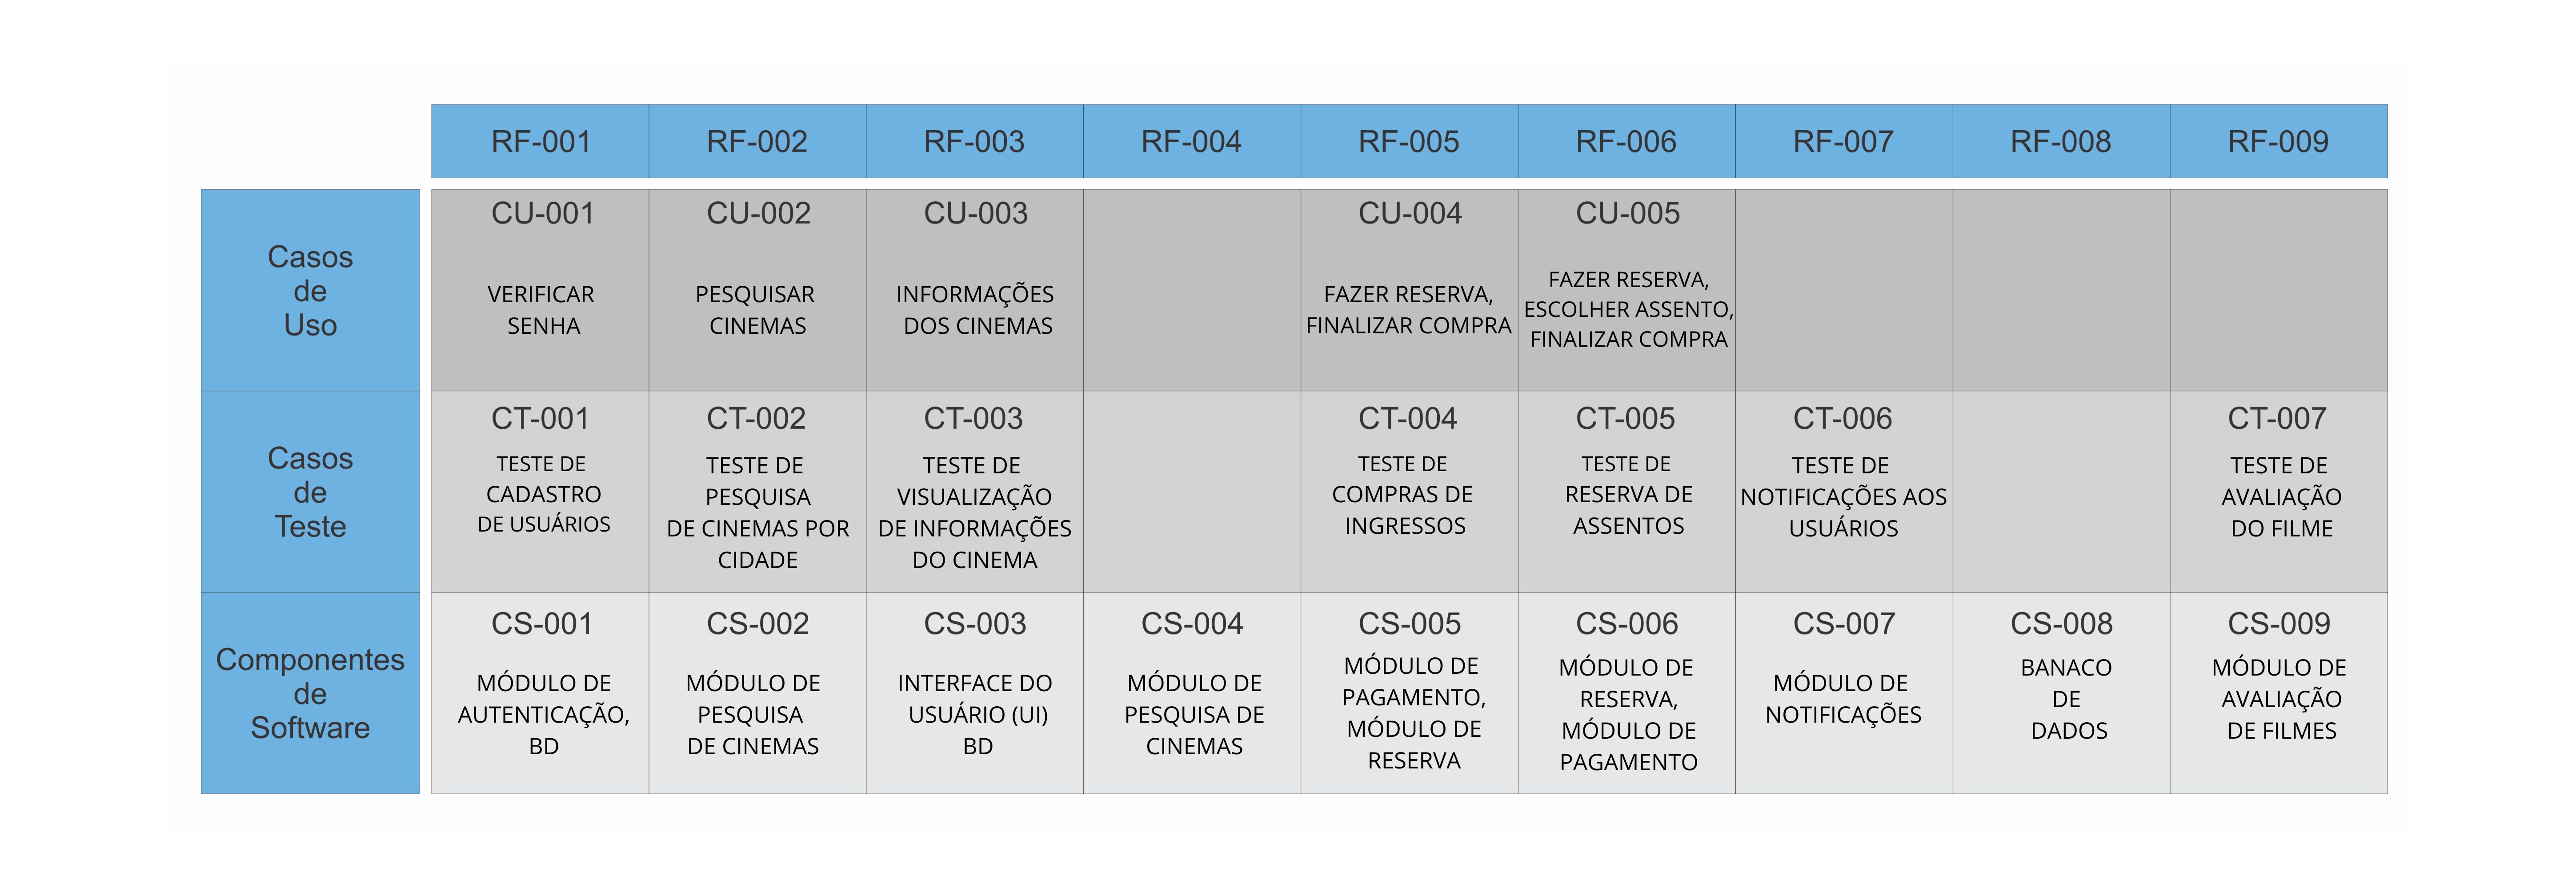 RF-001
RF-002
RF-003
RF-004
RF-005
RF-006
RF-007
RF-008
RF-009
Casos
de
Uso
CU-001
VERIFICAR
SENHA
CU-002
PESQUISAR
CINEMAS
CU-003
INFORMAÇÕES
DOS CINEMAS
CU-004
FAZER RESERVA,
FINALIZAR COMPRA
CU-005
FAZER RESERVA,
ESCOLHER ASSENTO,
FINALIZAR COMPRA
Casos
de
Teste
CT-001
TESTE DE
CADASTRO
DE USUÁRIOS
CT-002
TESTE DE
PESQUISA
DE CINEMAS POR
CIDADE
CT-003
TESTE DE
VISUALIZAÇÃO
DE INFORMAÇÕES
DO CINEMA
CT-004
TESTE DE
COMPRAS DE
INGRESSOS
CT-005
TESTE DE
RESERVA DE
ASSENTOS
CT-006
TESTE DE
NOTIFICAÇÕES AOS
USUÁRIOS
CT-007
TESTE DE
AVALIAÇÃO
DO FILME
Componentes
de
Software
CS-001
MÓDULO DE
AUTENTICAÇÃO,
BD
CS-002
MÓDULO DE
PESQUISA
DE CINEMAS
CS-003
INTERFACE DO
USUÁRIO (UI)
BD
CS-004
MÓDULO DE
PESQUISA DE
CINEMAS
CS-005
MÓDULO DE
PAGAMENTO,
MÓDULO DE
RESERVA
CS-006
MÓDULO DE
RESERVA,
MÓDULO DE
PAGAMENTO
CS-007
MÓDULO DE
NOTIFICAÇÕES
CS-008
BANACO
DE
DADOS
CS-009
MÓDULO DE
AVALIAÇÃO
DE FILMES